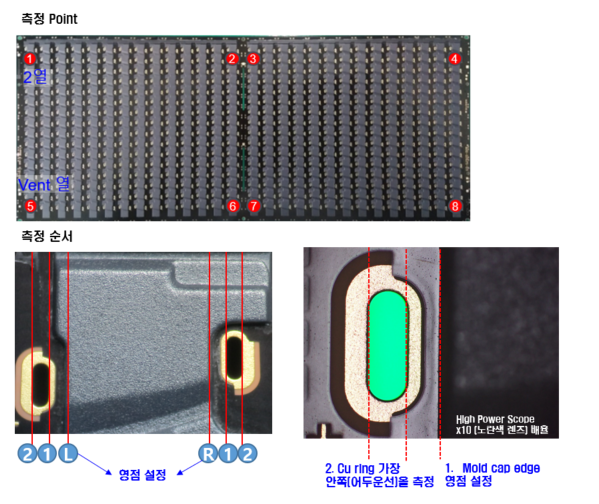 측정 Point
1 2 3 4
2열
Vent 열
5 6 7 8
측정 순서
2 1 L R 1 2
영점 설정
High Power Scope
x10 (노란색 렌즈) 배율
2. Cu ring 가장
안쪽(어두운선)을 측정
1. Mold cap edge
영점 설정